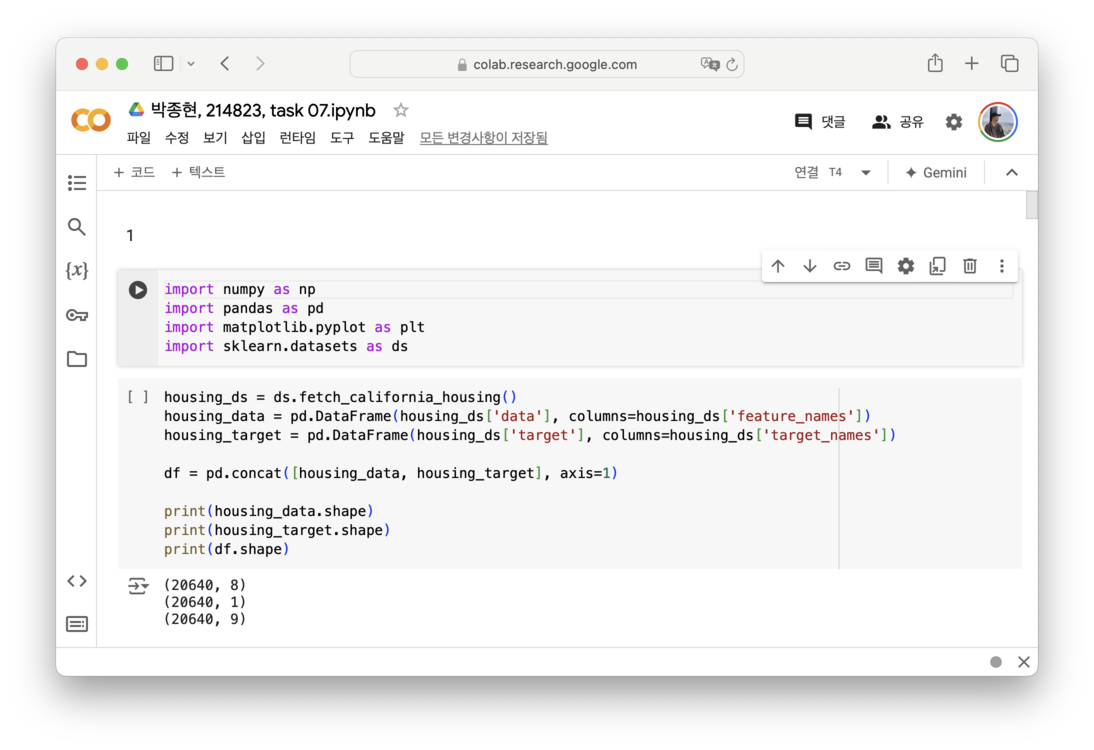 colab.research.google.com
박종현, 214823, task 07.ipynb
댓글
공유
파일 수정 보기 삽입 런타임 도구 도움말 모든 변경사항이 저장됨
+ 코드 + 텍스트
연결 T4
Gemini
1
import numpy as np
import pandas as pd
import matplotlib.pyplot as plt
import sklearn.datasets as ds
[ ] housing_ds = ds.fetch_california_housing()
housing_data = pd.DataFrame(housing_ds['data'], columns=housing_ds['feature_names'])
housing_target = pd.DataFrame(housing_ds['target'], columns=housing_ds['target_names'])
df = pd.concat([housing_data, housing_target], axis=1)
print(housing_data.shape)
print(housing_target.shape)
print(df.shape)
(20640, 8)
(20640, 1)
(20640, 9)